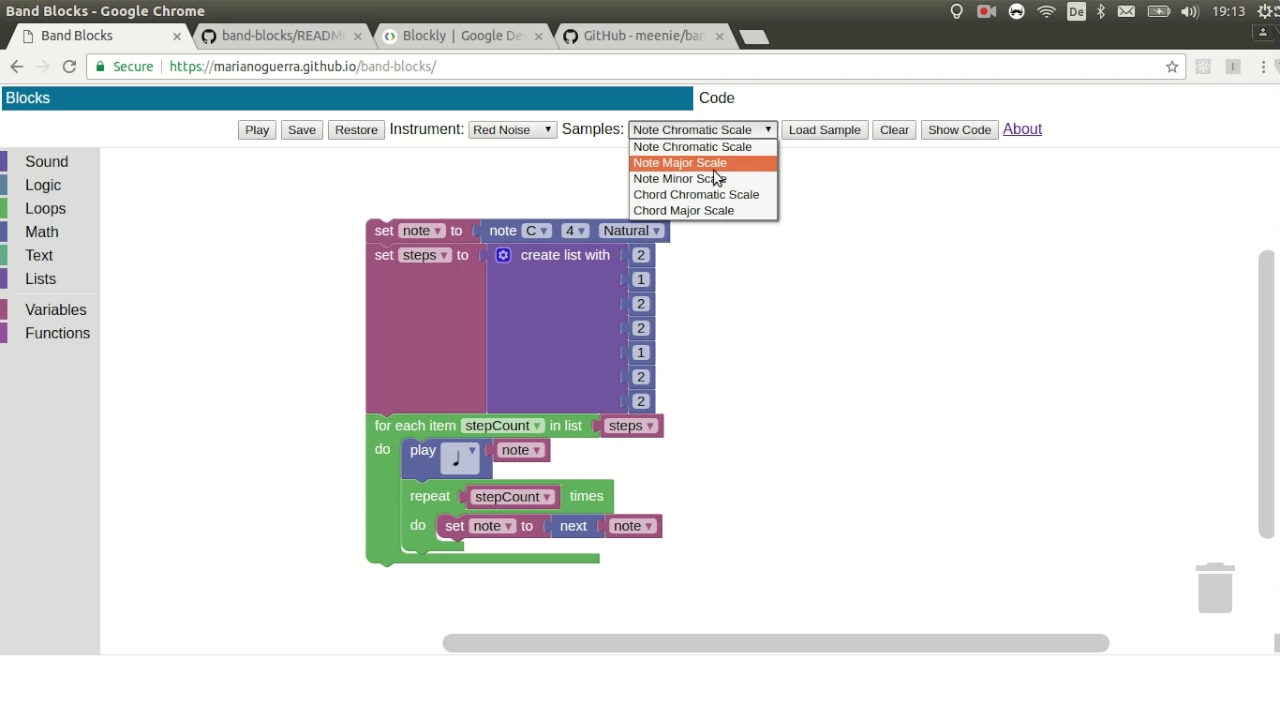 Band Blocks - Google Chrome
De 19:13
Band Blocks × band-blocks/READM × Blockly | Google De × GitHub - meenie/ban ×
Secure https://marianoguerra.github.io/band-blocks/
Blocks Code
Play Save Restore Instrument: Red Noise Samples: Note Chromatic Scale Load Sample Clear Show Code About
Note Chromatic Scale
Note Major Scale
Note Minor Scale
Chord Chromatic Scale
Chord Major Scale
Sound
Logic
Loops
Math
Text
Lists
Variables
Functions
set note to note C 4 Natural
set steps to create list with 2
1
2
2
1
2
2
for each item stepCount in list steps
do play ♩ note
repeat stepCount times
do set note to next note